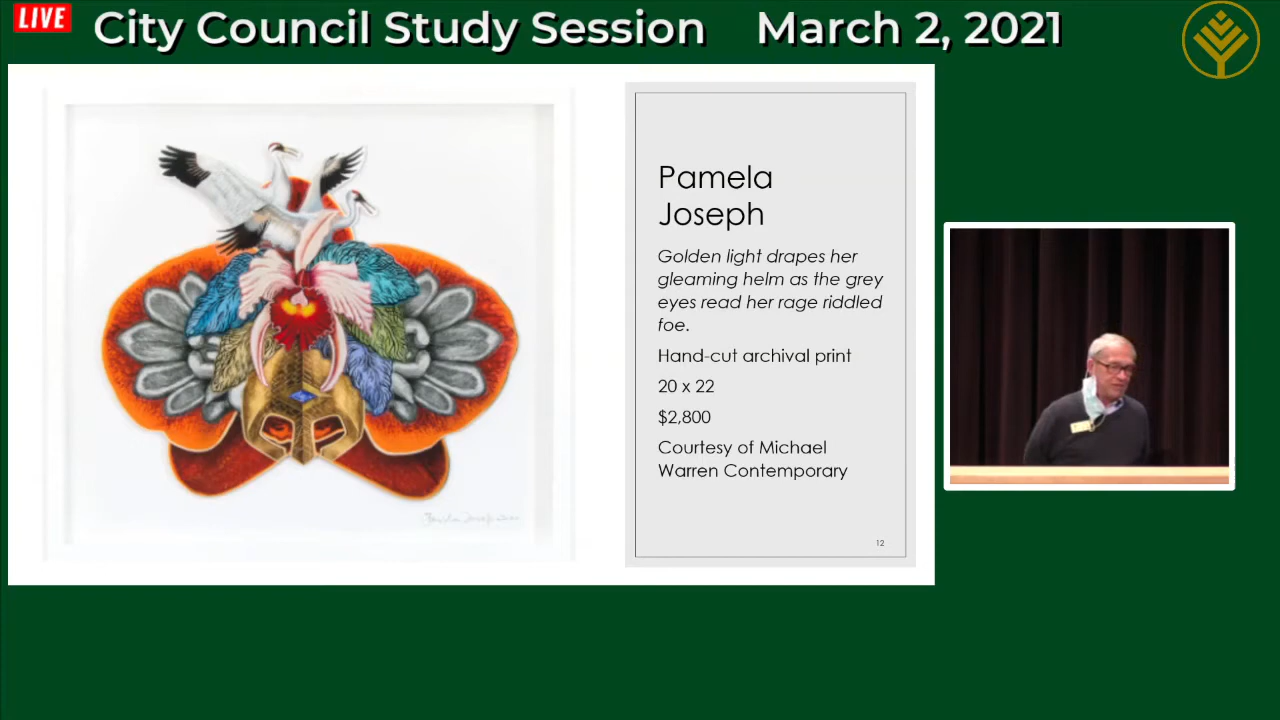 LIVE
City Council Study Session March 2, 2021
Pamela
Joseph
Golden light drapes her
gleaming helm as the grey
eyes read her rage riddled
foe.
Hand-cut archival print
20 x 22
$2,800
Courtesy of Michael
Warren Contemporary
12